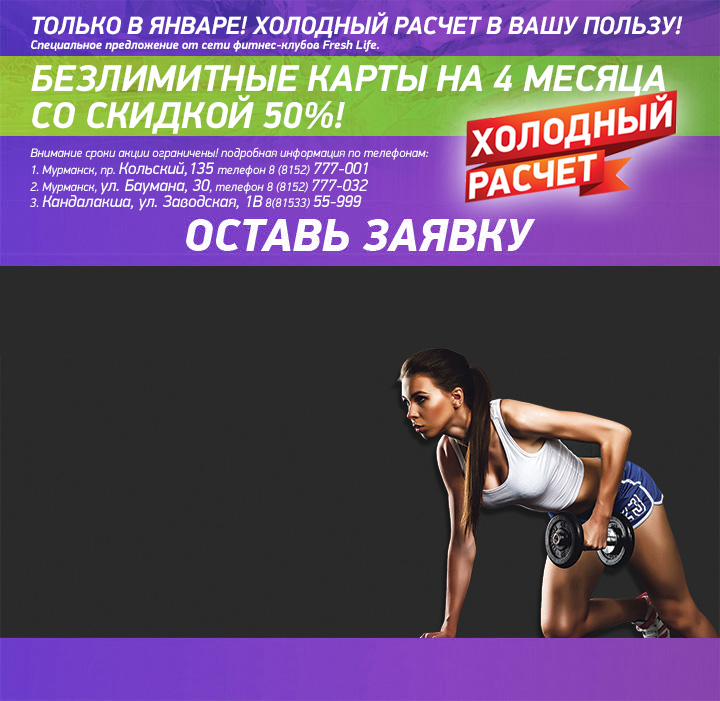 ТОЛЬКО В ЯНВАРЕ! ХОЛОДНЫЙ РАСЧЕТ В ВАШУ ПОЛЬЗУ!
Специальное предложение от сети фитнес-клубов Fresh Life.
БЕЗЛИМИТНЫЕ КАРТЫ НА 4 МЕСЯЦА
СО СКИДКОЙ 50%!
ХОЛОДНЫЙ
РАСЧЕТ
Внимание сроки акции ограничены! подробная информация по телефонам:
1. Мурманск, пр. Кольский,135 телефон 8 (8152) 777-001
2. Мурманск, ул. Баумана, 30, телефон 8 (8152) 777-032
3. Кандалакша, ул. Заводская, 1В 8(81533) 55-999
ОСТАВЬ ЗАЯВКУ
23